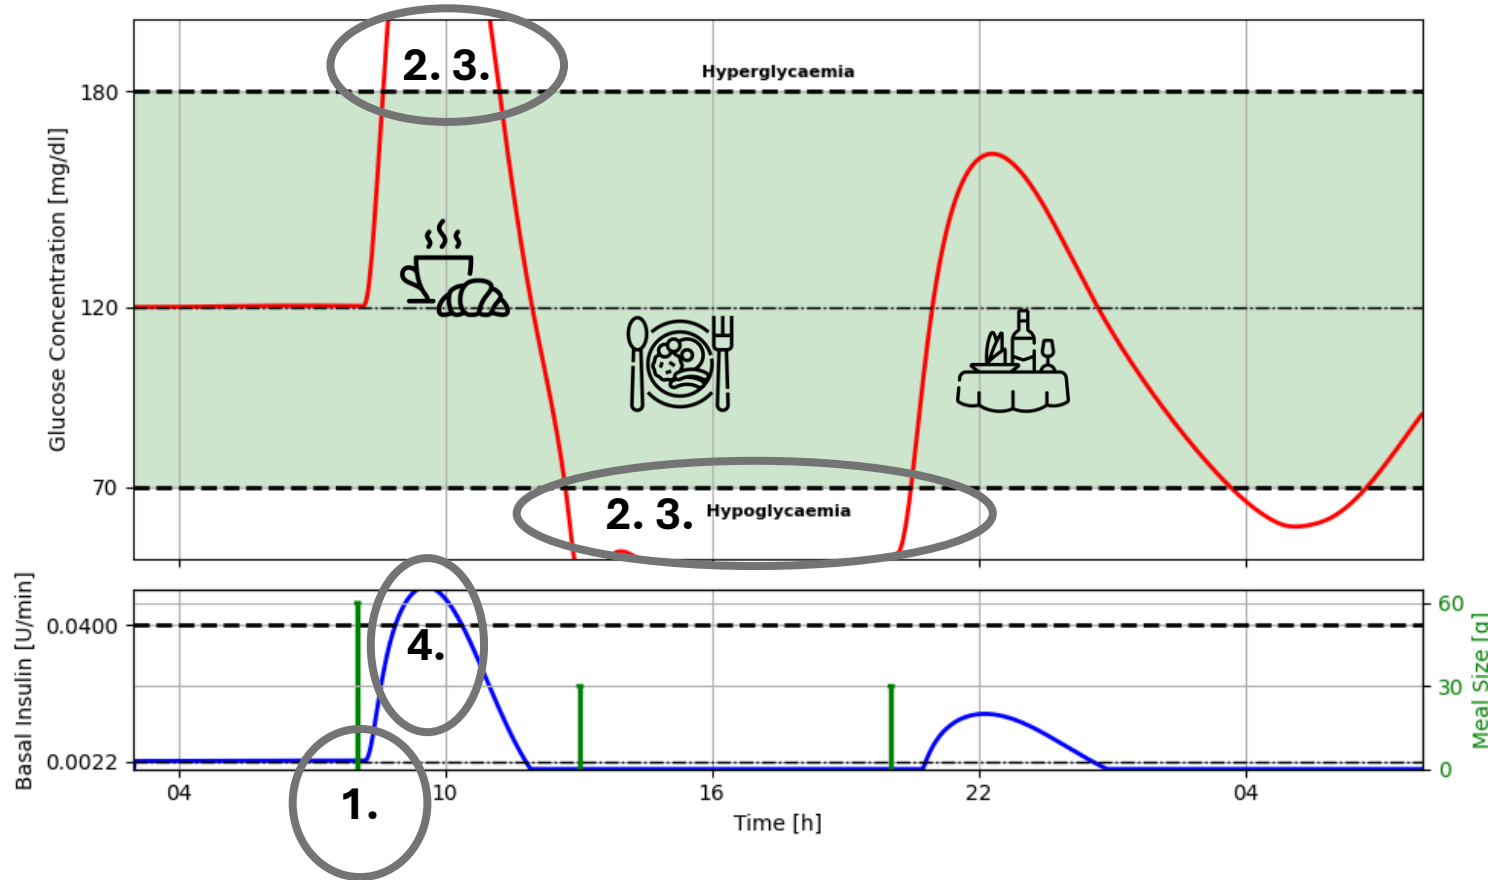 2. 3.
Hyperglycaemia
180
120
70
Glucose Concentration [mg/dl]
2. 3.
Hypoglycaemia
4.
1.
0.0400
0.0022
Basal Insulin [U/min]
60
30
0
Meal Size [g]
04
10
16
22
04
Time [h]